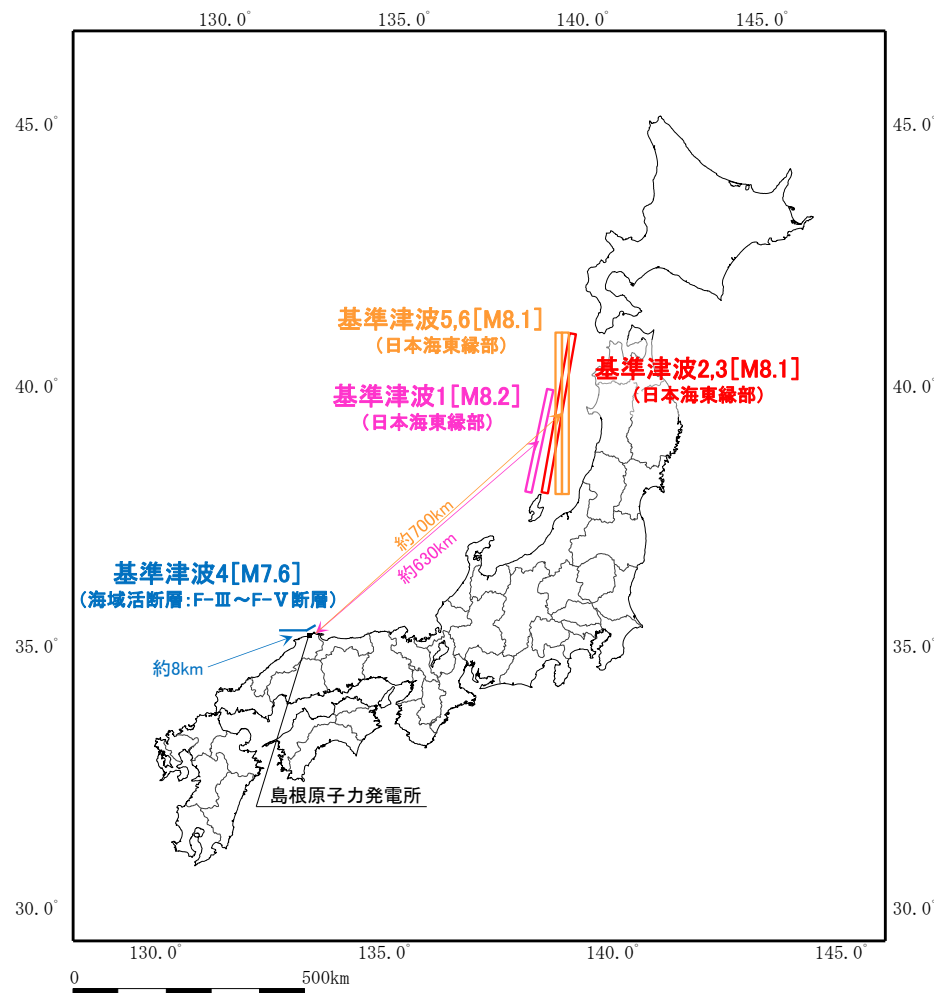 130.0° 135.0° 140.0° 145.0°
45.0° 45.0°
基準津波5,6[M8.1]
(日本海東縁部)
基準津波2,3[M8.1]
(日本海東縁部)
40.0° 40.0°
基準津波1[M8.2]
(日本海東縁部)
約700km
約630km
基準津波4[M7.6]
(海域活断層:F-Ⅲ～F-Ⅴ断層)
35.0° 35.0°
約8km
島根原子力発電所
30.0° 30.0°
130.0° 135.0° 140.0° 145.0°
0 500km